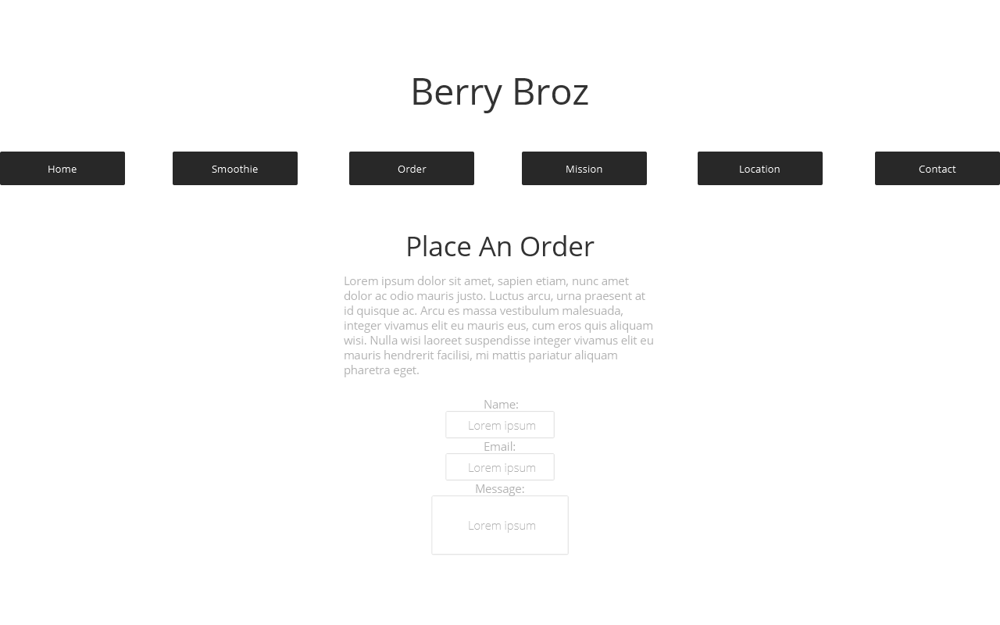 Berry Broz
Home Smoothie Order Mission Location Contact
Place An Order
Lorem ipsum dolor sit amet, sapien etiam, nunc amet
dolor ac odio mauris justo. Luctus arcu, urna praesent at
id quisque ac. Arcu es massa vestibulum malesuada,
integer vivamus elit eu mauris eus, cum eros quis aliquam
wisi. Nulla wisi laoreet suspendisse integer vivamus elit eu
mauris hendrerit facilisi, mi mattis pariatur aliquam
pharetra eget.
Name:
Lorem ipsum
Email:
Lorem ipsum
Message:
Lorem ipsum